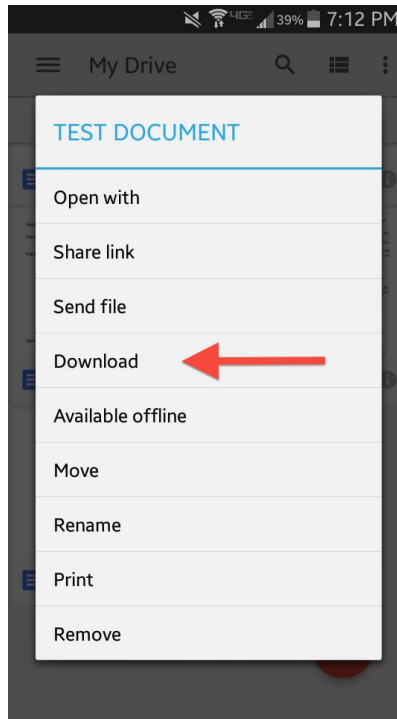 4GE 39% 7:12 PM
My Drive
TEST DOCUMENT
Open with
Share link
Send file
Download
Available offline
Move
Rename
Print
Remove